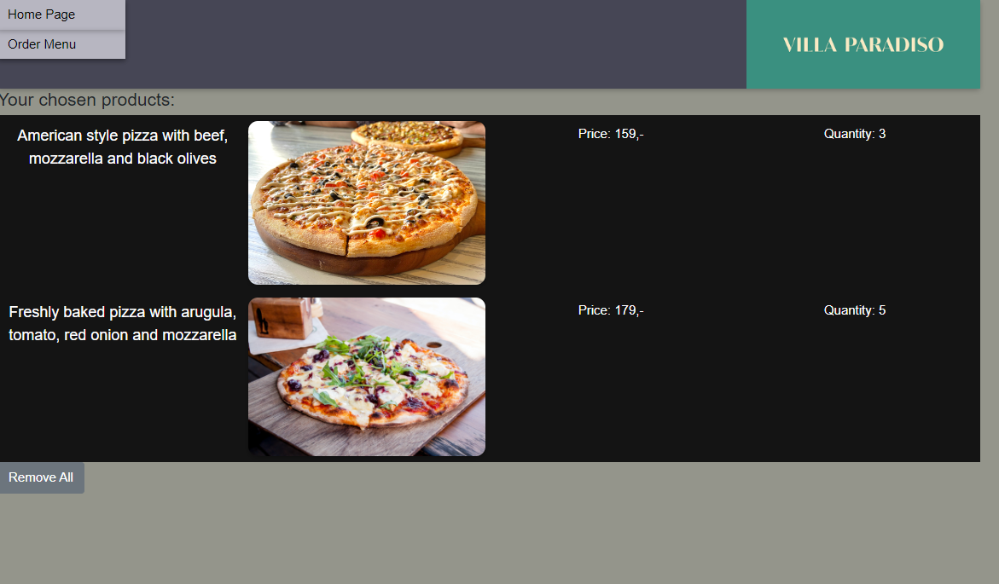 Home Page
Order Menu
VILLA PARADISO
Your chosen products:
American style pizza with beef,
mozzarella and black olives
Price: 159,-
Quantity: 3
Freshly baked pizza with arugula,
tomato, red onion and mozzarella
Price: 179,-
Quantity: 5
Remove All